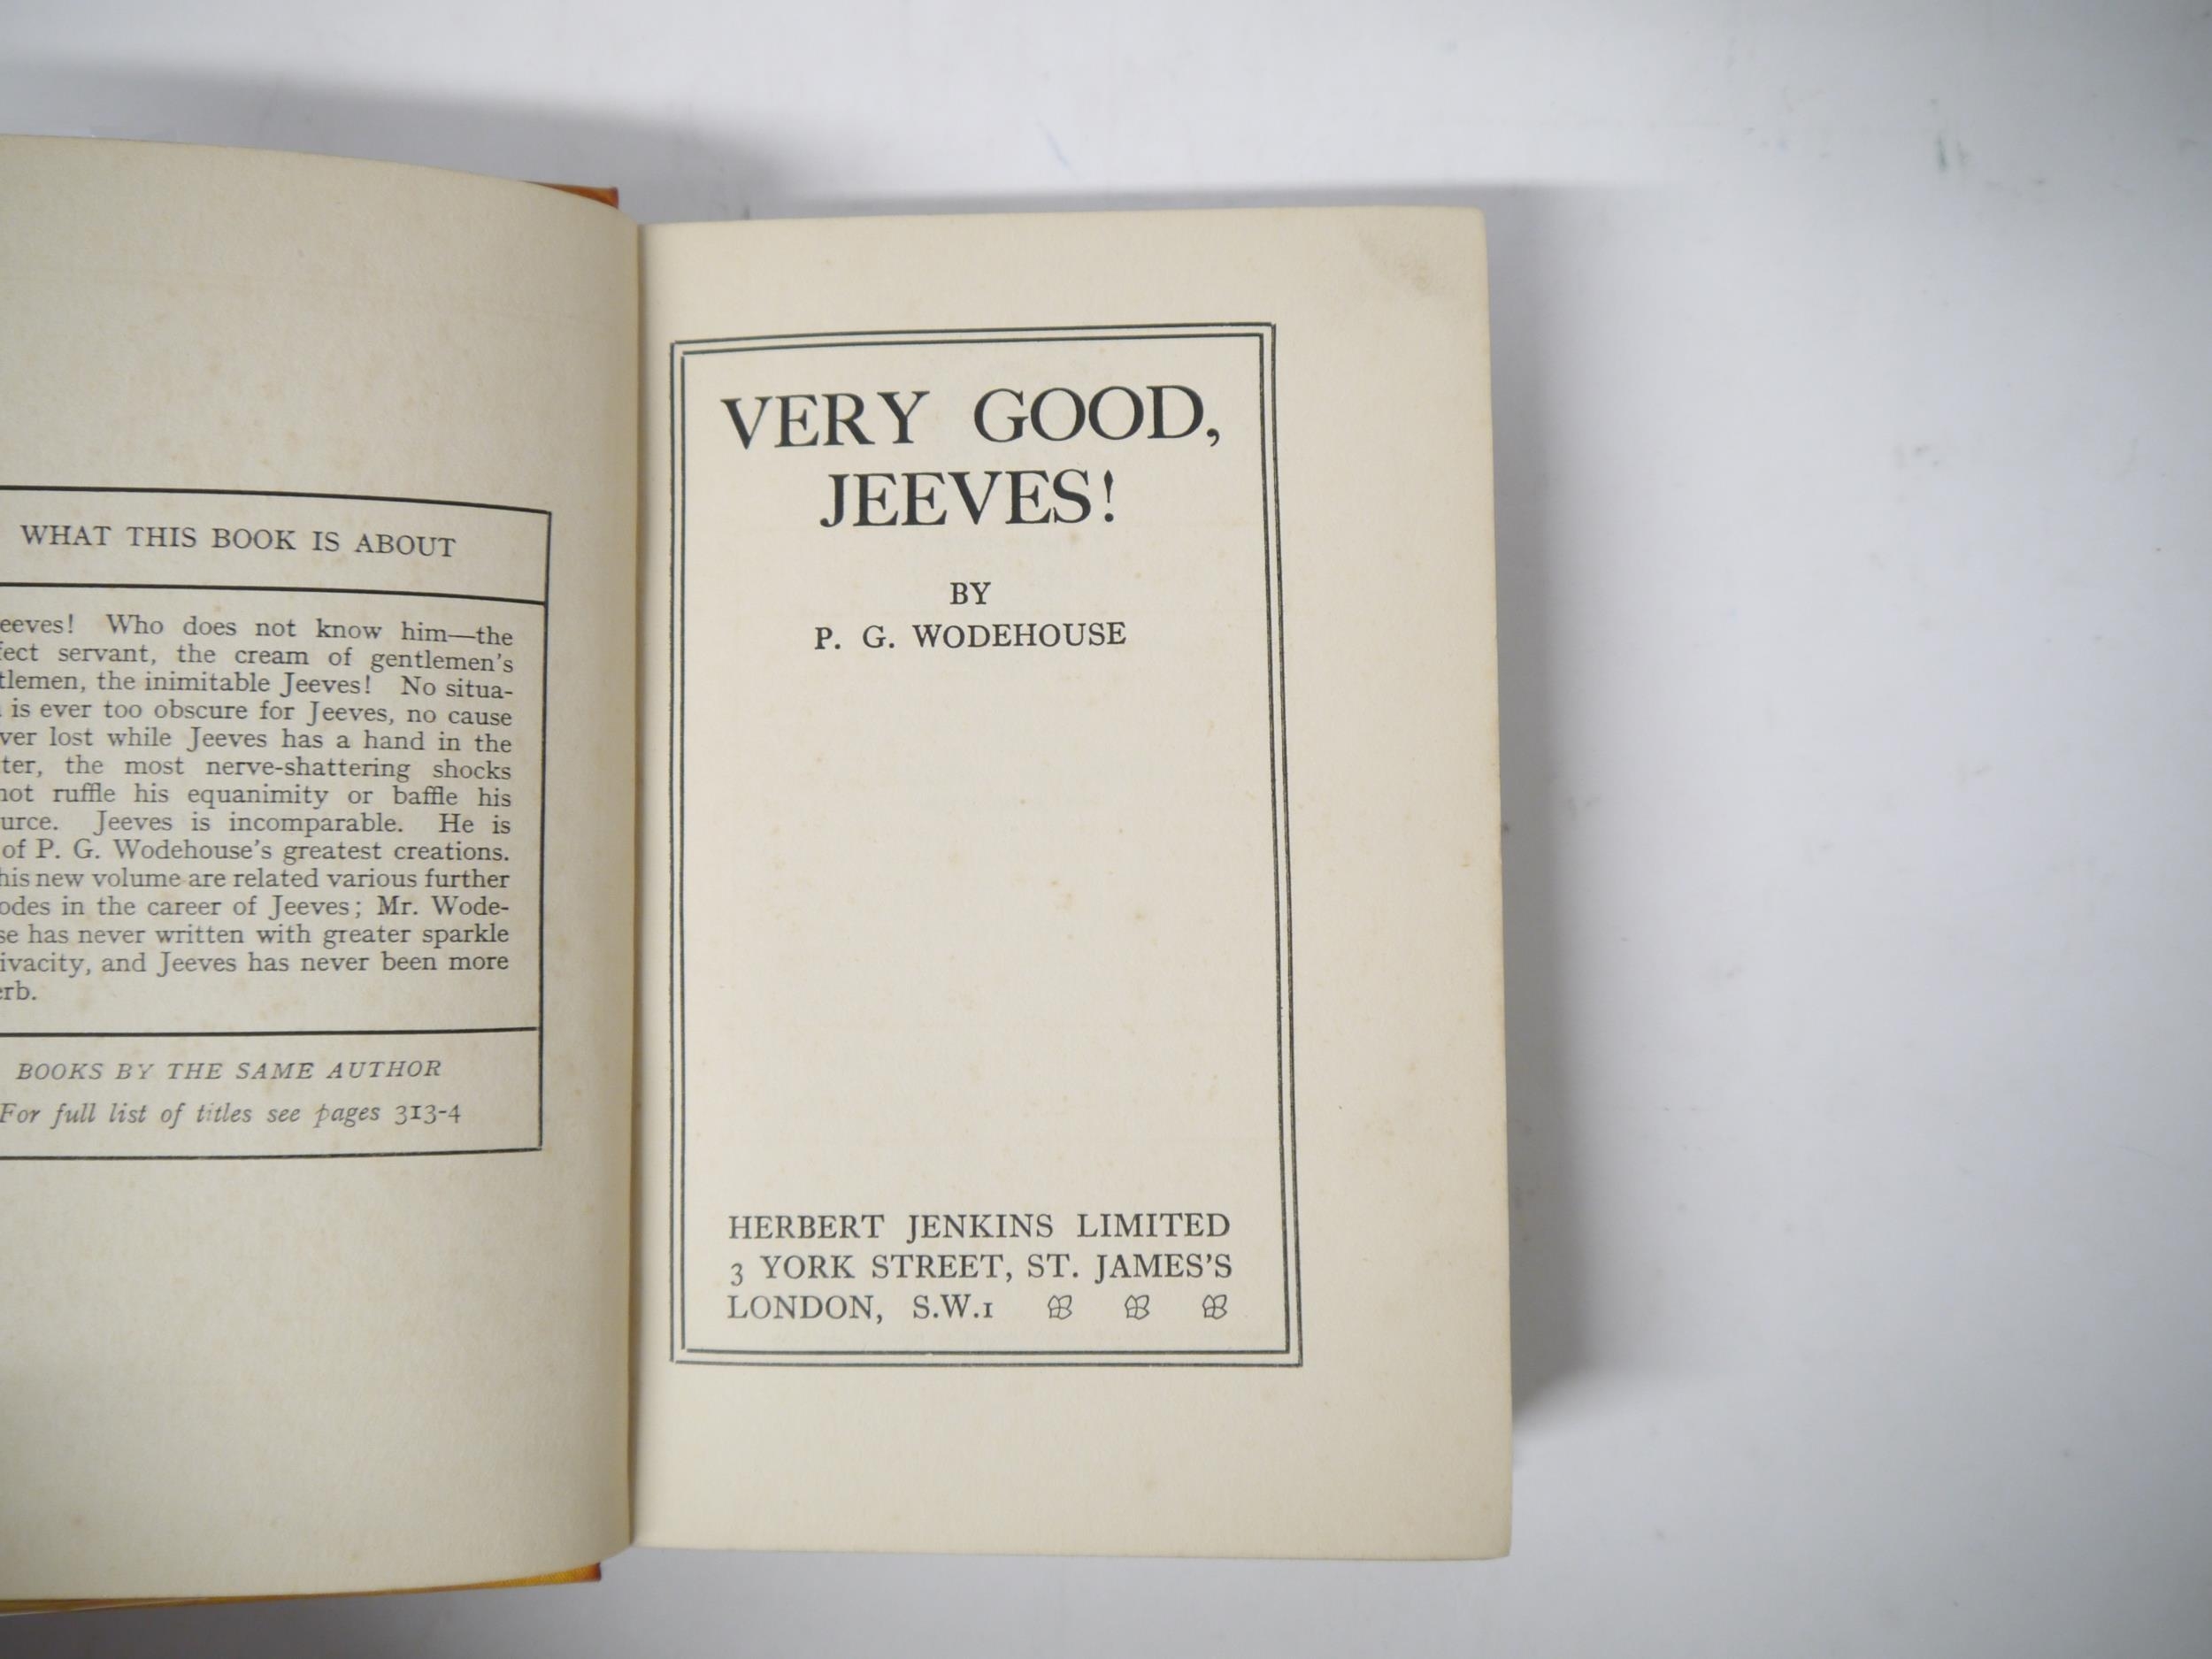 WHAT THIS BOOK IS ABOUT
eeves! Who does not know him—the
fect servant, the cream of gentlemen's
tlemen, the inimitable Jeeves! No situa-
is ever too obscure for Jeeves, no cause
ver lost while Jeeves has a hand in the
ter, the most nerve-shattering shocks
not ruffle his equanimity or baffle his
urce. Jeeves is incomparable. He is
of P. G. Wodehouse's greatest creations.
his new volume are related various further
odes in the career of Jeeves; Mr. Wode-
se has never written with greater sparkle
ivacity, and Jeeves has never been more
erb.
BOOKS BY THE SAME AUTHOR
For full list of titles see pages 313-4
VERY GOOD,
JEEVES!
BY
P. G. WODEHOUSE
HERBERT JENKINS LIMITED
3 YORK STREET, ST. JAMES'S
LONDON, S.W.1